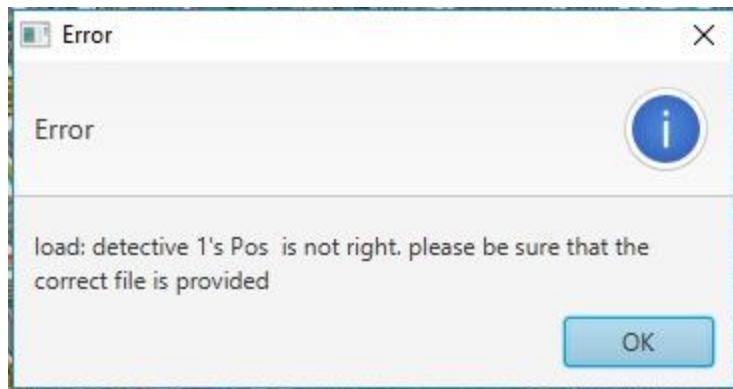 Error
Error
i
load: detective 1's Pos  is not right. please be sure that the
correct file is provided
OK